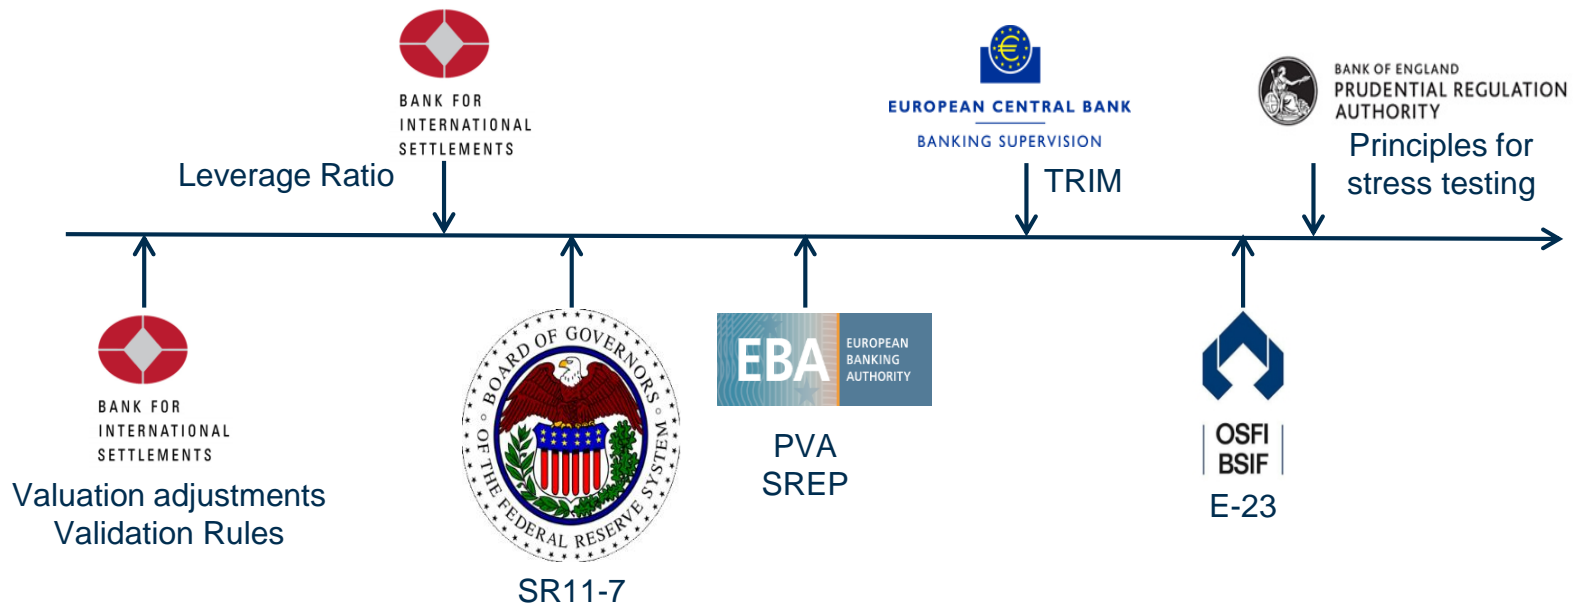 BANK FOR
INTERNATIONAL
SETTLEMENTS
Leverage Ratio
EUROPEAN CENTRAL BANK
BANKING SUPERVISION
TRIM
BANK OF ENGLAND
PRUDENTIAL REGULATION
AUTHORITY
Principles for
stress testing
BANK FOR
INTERNATIONAL
SETTLEMENTS
Valuation adjustments
Validation Rules
BOARD OF GOVERNORS
OF THE FEDERAL RESERVE SYSTEM
SR11-7
EBA
EUROPEAN
BANKING
AUTHORITY
PVA
SREP
OSFI
BSIF
E-23